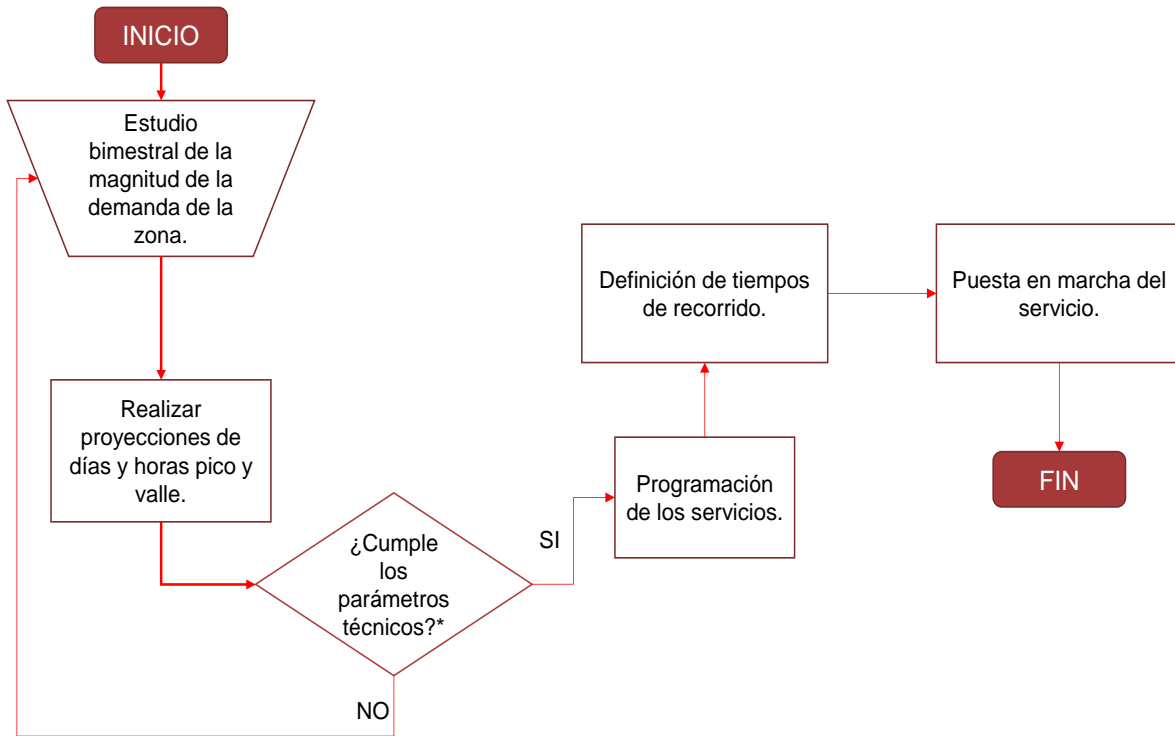 INICIO
Estudio
bimestral de la
magnitud de la
demanda de la
zona.
Realizar
proyecciones de
días y horas pico y
valle.
¿Cumple
los
parámetros
técnicos?*
SI
NO
Programación
de los servicios.
Definición de tiempos
de recorrido.
Puesta en marcha del
servicio.
FIN